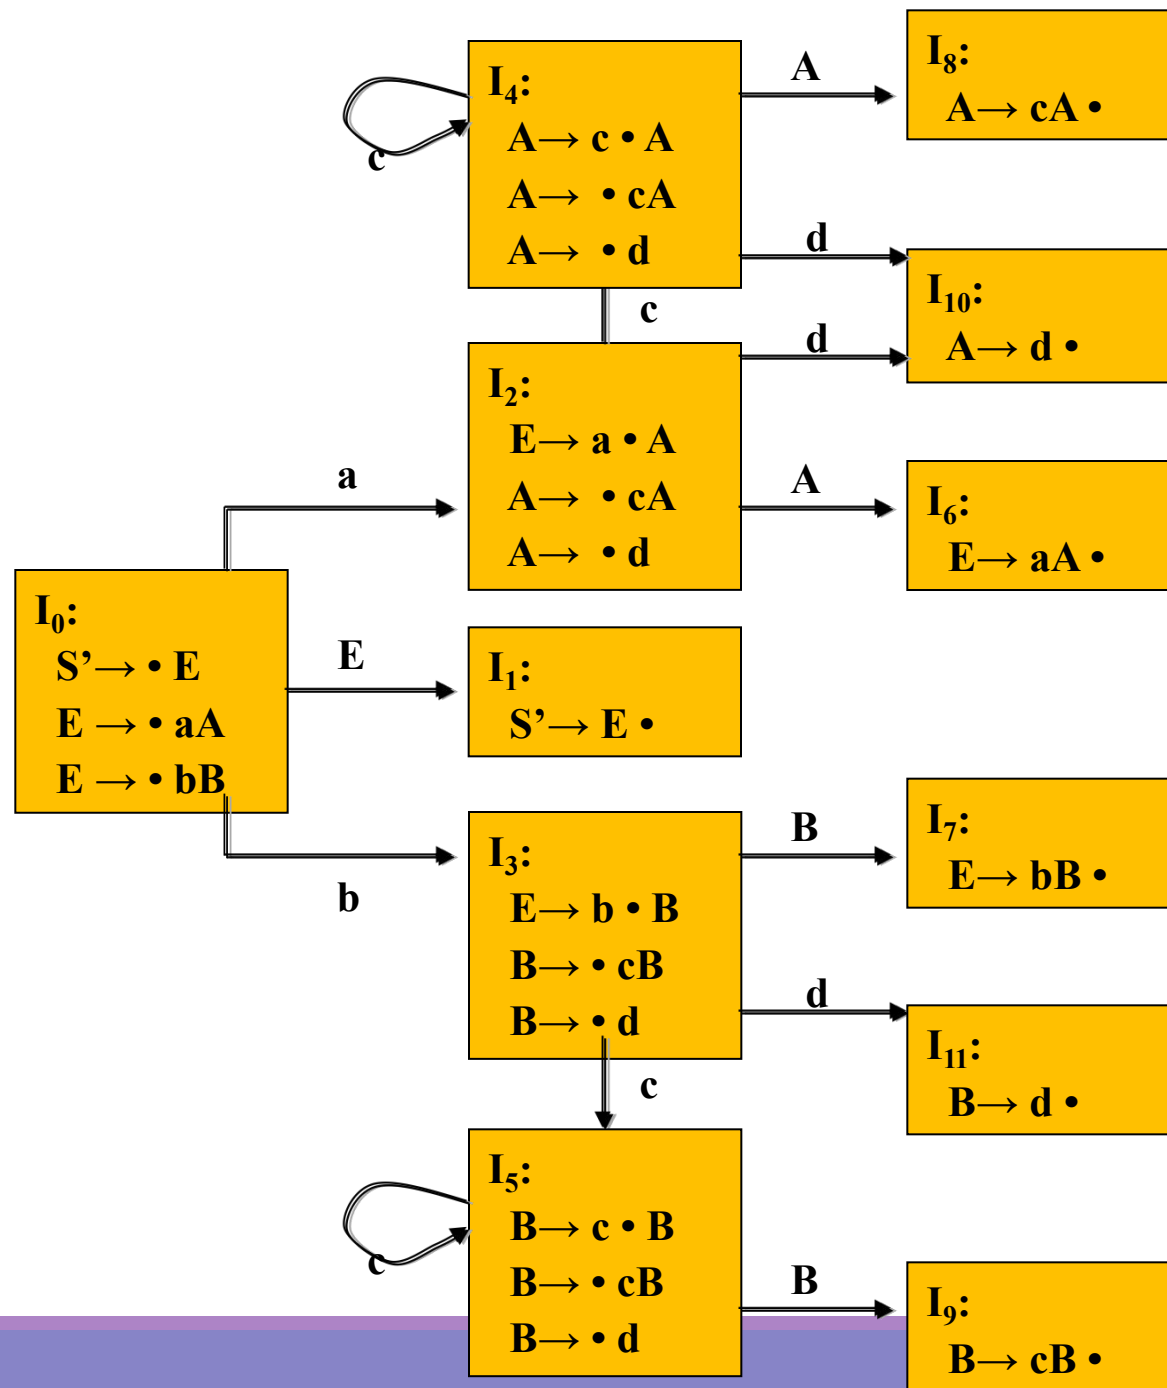 I₄:
A→ c • A
A→ • cA
A→ • d
c
A
I₈:
A→ cA •
d
I₁₀:
A→ d •
c
d
I₂:
E→ a • A
A→ • cA
A→ • d
a
A
I₆:
E→ aA •
I₀:
S’→ • E
E → • aA
E → • bB
E
I₁:
S’→ E •
b
I₃:
E→ b • B
B→ • cB
B→ • d
B
I₇:
E→ bB •
d
I₁₁:
B→ d •
c
I₅:
B→ c • B
B→ • cB
B→ • d
c
B
I₉:
B→ cB •